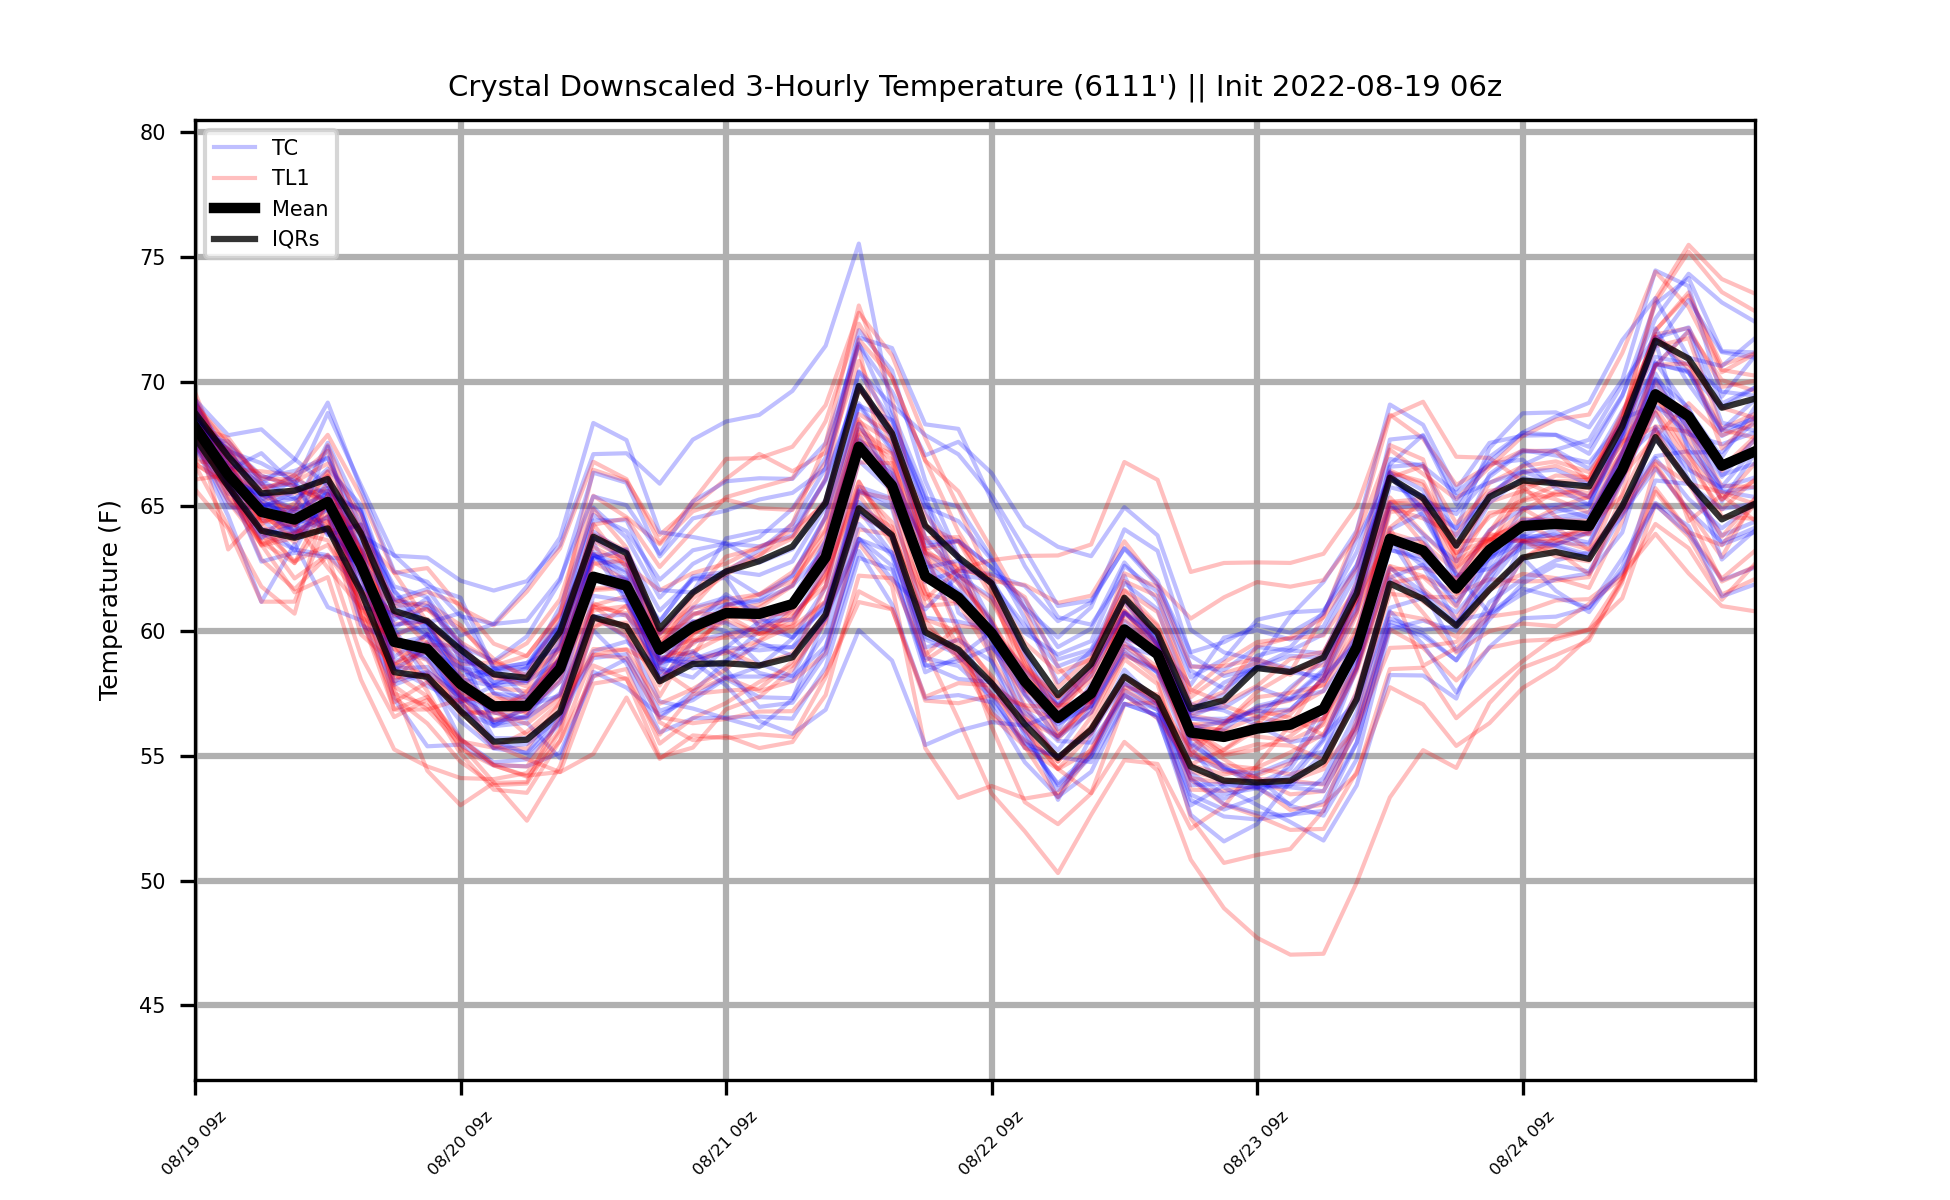 Crystal Downscaled 3-Hourly Temperature (6111') || Init 2022-08-19 06z
80
75
70
65
60
55
50
45
Temperature (F)
TC
TL1
Mean
IQRs
08/19 09z
08/20 09z
08/21 09z
08/22 09z
08/23 09z
08/24 09z